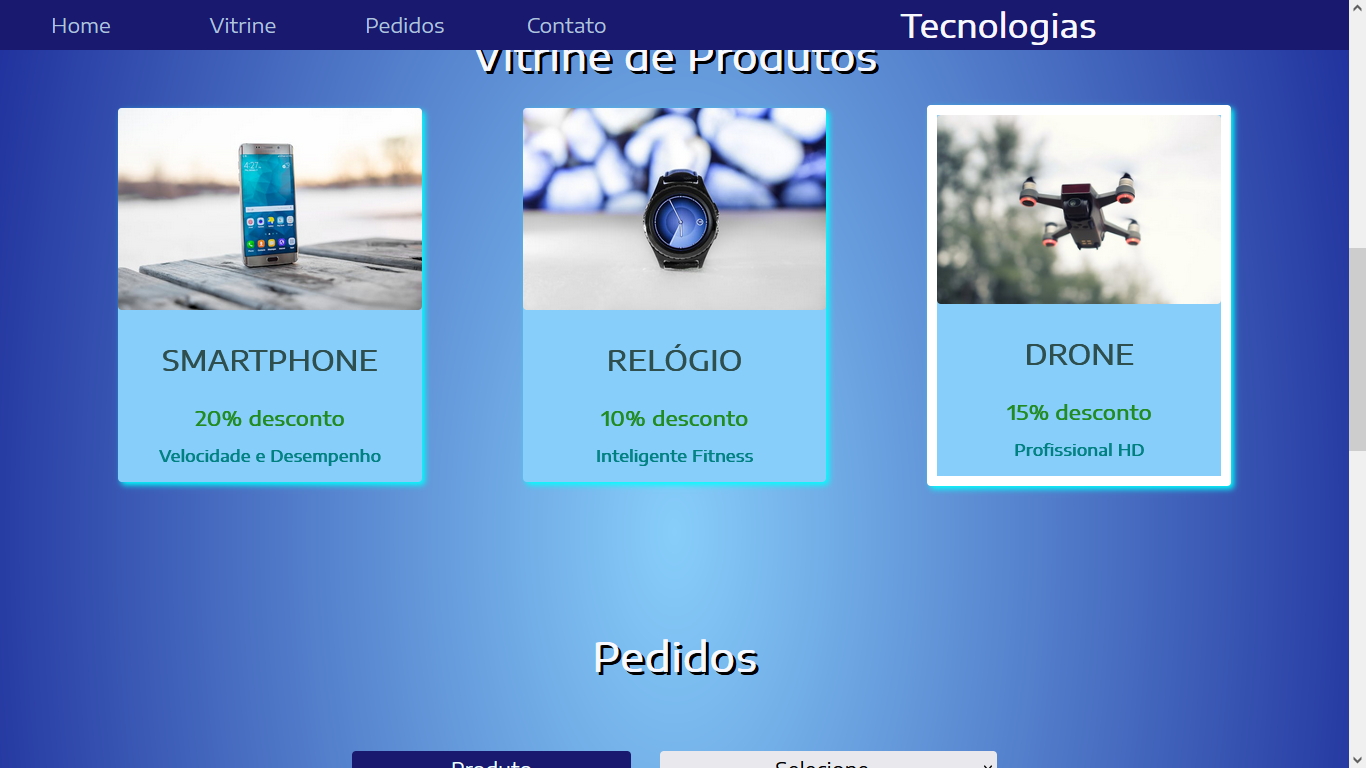 Home Vitrine Pedidos Contato Tecnologias
Vitrine de Produtos
SMARTPHONE
20% desconto
Velocidade e Desempenho
RELÓGIO
10% desconto
Inteligente Fitness
DRONE
15% desconto
Profissional HD
Pedidos
Produto Selecione